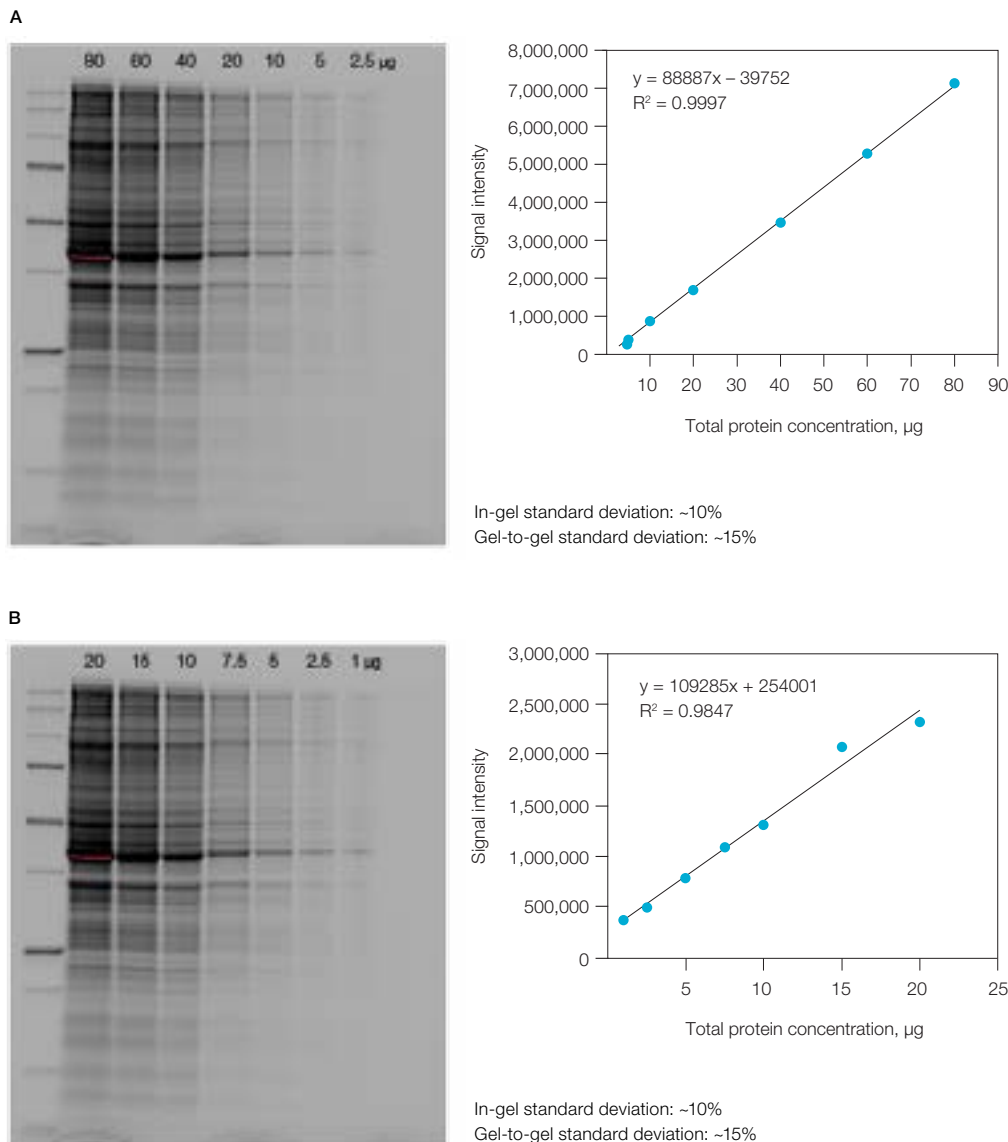 A
80 60 40 20 10 5 2.5 µg
8,000,000
7,000,000
6,000,000
5,000,000
4,000,000
3,000,000
2,000,000
1,000,000
0
Signal intensity
y = 88887x – 39752
R² = 0.9997
10 20 30 40 50 60 70 80 90
Total protein concentration, µg
In-gel standard deviation: ~10%
Gel-to-gel standard deviation: ~15%
B
20 15 10 7.5 5 2.5 1 µg
3,000,000
2,500,000
2,000,000
1,500,000
1,000,000
500,000
0
Signal intensity
y = 109285x + 254001
R² = 0.9847
5 10 15 20 25
Total protein concentration, µg
In-gel standard deviation: ~10%
Gel-to-gel standard deviation: ~15%